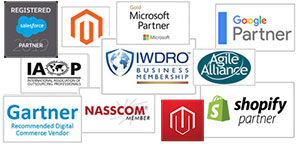 REGISTERED
salesforce
PARTNER
Gold
Microsoft
Partner
Microsoft
Google
Partner
IAOP
INTERNATIONAL ASSOCIATION OF
OUTSOURCING PROFESSIONALS
IWDRO
BUSINESS
MEMBERSHIP
Agile
Alliance
Gartner
Recommended Digital
Commerce Vendor
NASSCOM
MEMBER
shopify
partner